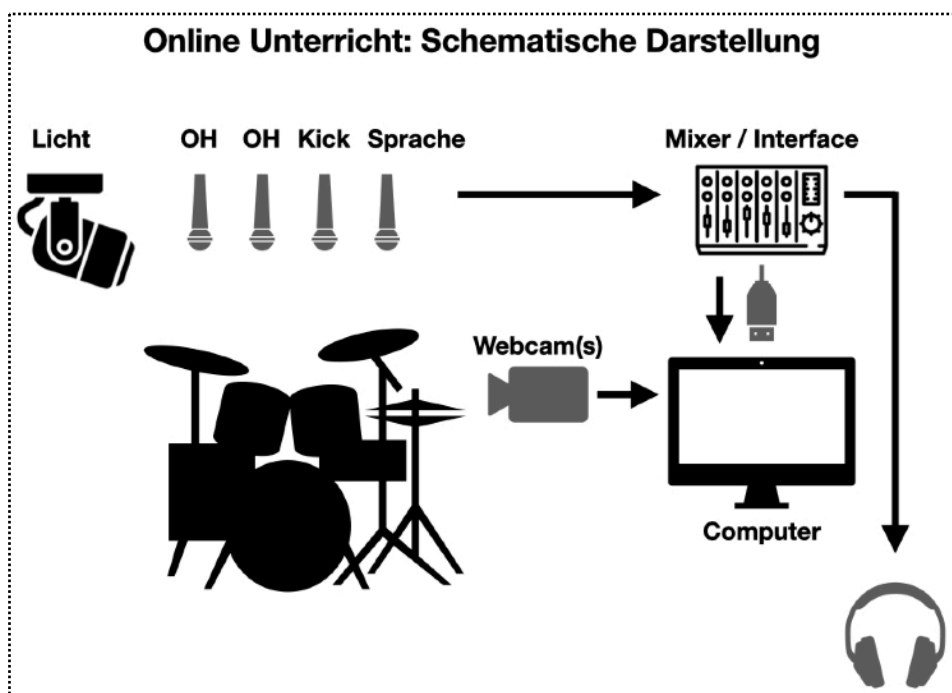 Online Unterricht: Schematische Darstellung
Licht
OH
OH
Kick
Sprache
Mixer / Interface
Webcam(s)
Computer